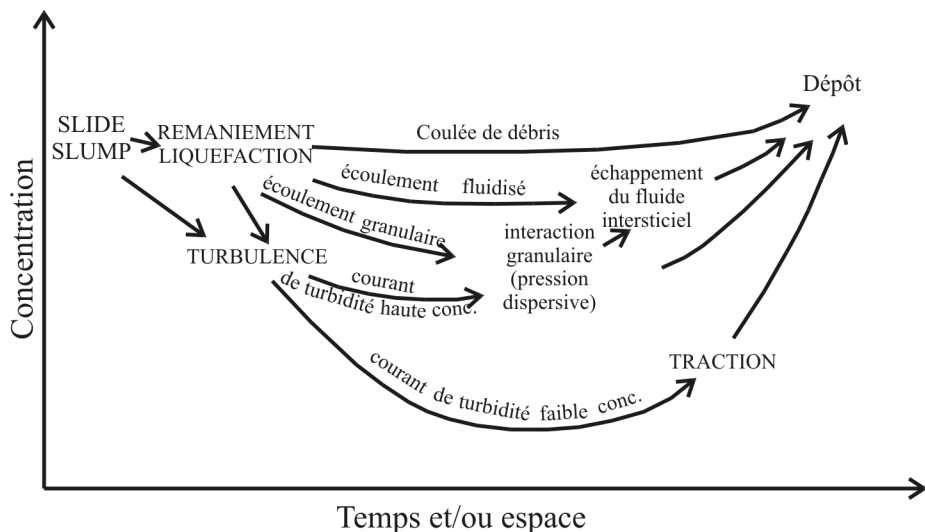 Concentration
Dépôt
SLIDE
SLUMP
REMANIEMENT
LIQUEFACTION
Coulée de débris
écoulement fluidisé
échappement
du fluide
intersticiel
écoulement granulaire
interaction
granulaire
(pression
dispersive)
TURBULENCE
courant
de turbidité haute conc.
TRACTION
courant de turbidité faible conc.
Temps et/ou espace